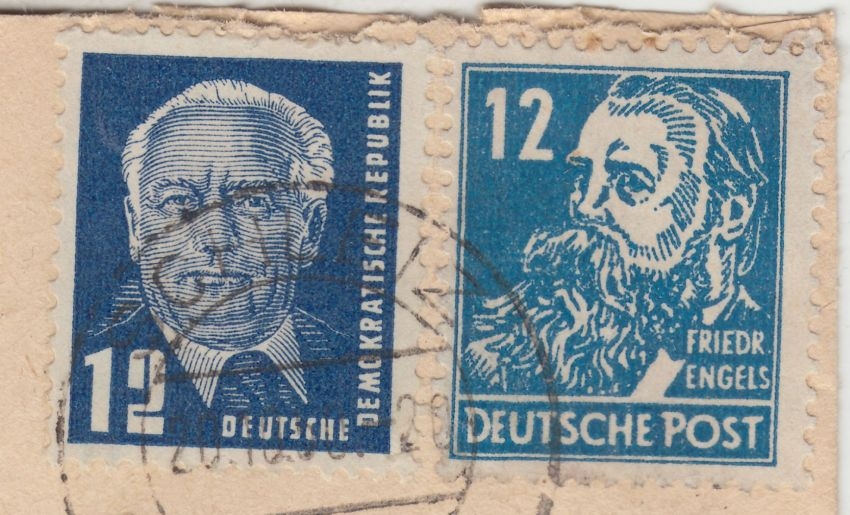 12
DEUTSCHE
DEMOKRATISCHE REPUBLIK
12
FRIEDR.
ENGELS
DEUTSCHE POST